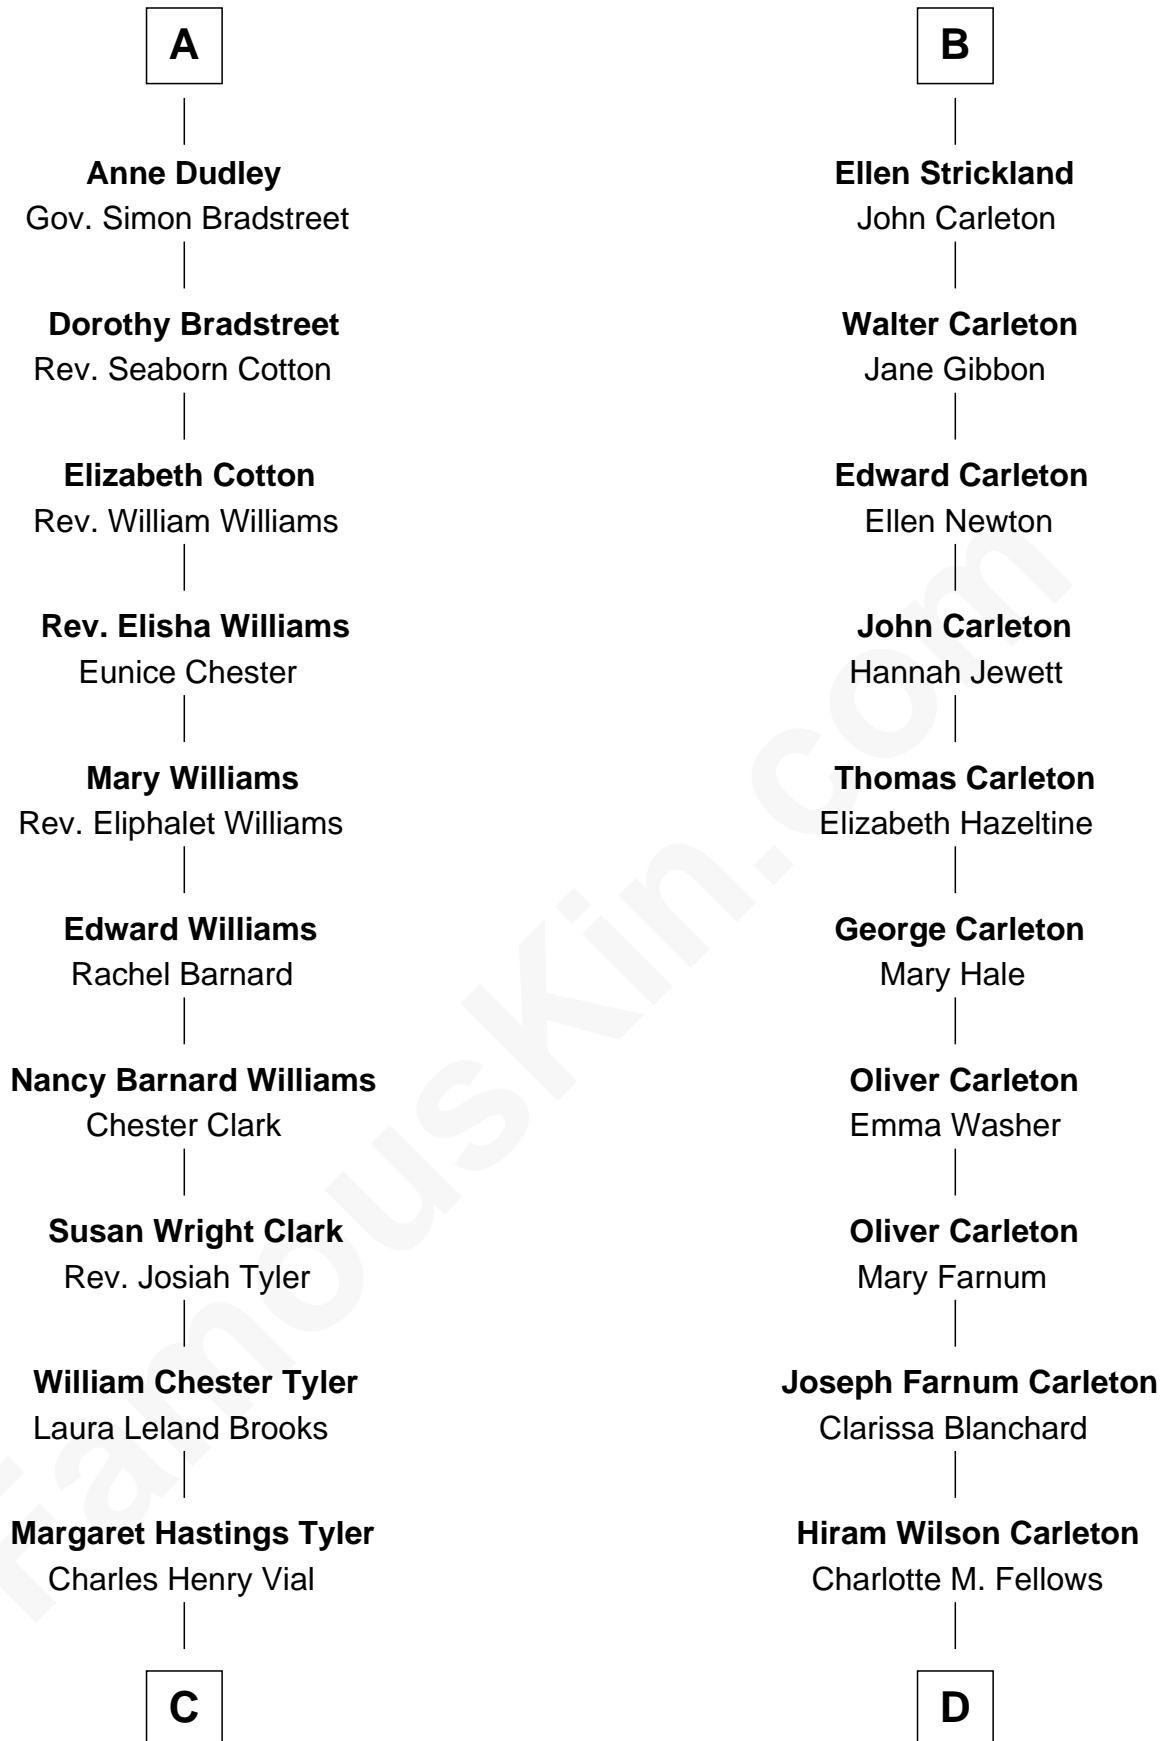 A
Anne Dudley
Gov. Simon Bradstreet
Dorothy Bradstreet
Rev. Seaborn Cotton
Elizabeth Cotton
Rev. William Williams
Rev. Elisha Williams
Eunice Chester
Mary Williams
Rev. Eliphalet Williams
Edward Williams
Rachel Barnard
Nancy Barnard Williams
Chester Clark
Susan Wright Clark
Rev. Josiah Tyler
William Chester Tyler
Laura Leland Brooks
Margaret Hastings Tyler
Charles Henry Vial
C
B
Ellen Strickland
John Carleton
Walter Carleton
Jane Gibbon
Edward Carleton
Ellen Newton
John Carleton
Hannah Jewett
Thomas Carleton
Elizabeth Hazeltine
George Carleton
Mary Hale
Oliver Carleton
Emma Washer
Oliver Carleton
Mary Farnum
Joseph Farnum Carleton
Clarissa Blanchard
Hiram Wilson Carleton
Charlotte M. Fellows
D
FamousKin.com